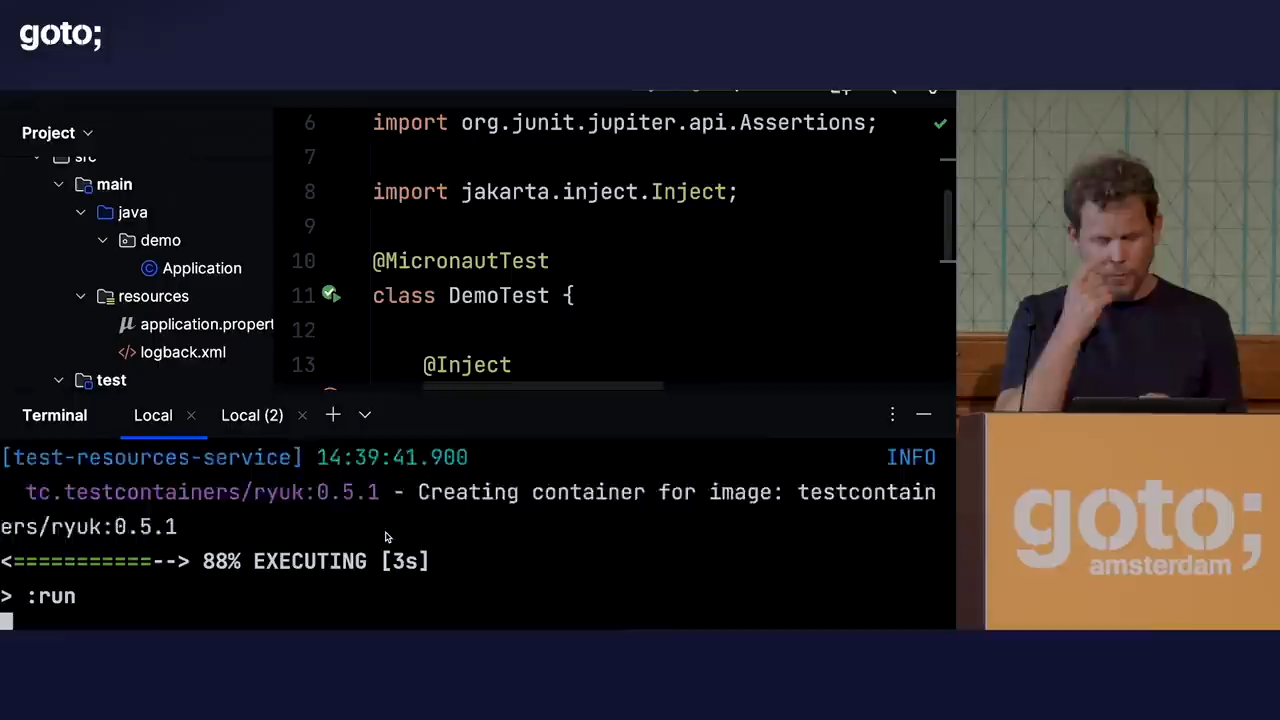 goto;
Project
src
main
java
demo
Application
resources
application.propert
logback.xml
test
6 import org.junit.jupiter.api.Assertions;
7
8 import jakarta.inject.Inject;
9
10 @MicronautTest
11 class DemoTest {
12
13 @Inject
Terminal Local Local (2)
[test-resources-service] 14:39:41.900 INFO
tc.testcontainers/ryuk:0.5.1 - Creating container for image: testcontain
ers/ryuk:0.5.1
<===========--> 88% EXECUTING [3s]
> :run
goto;
amsterdam